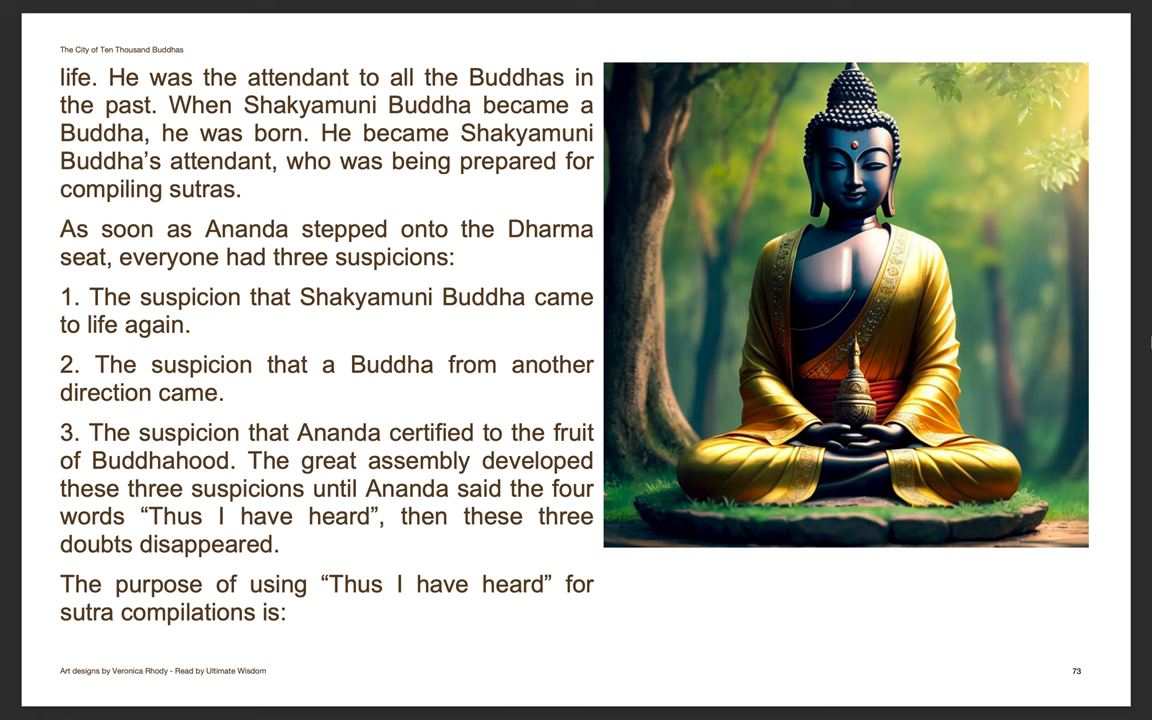 The City of Ten Thousand Buddhas
life. He was the attendant to all the Buddhas in
the past. When Shakyamuni Buddha became a
Buddha, he was born. He became Shakyamuni
Buddha’s attendant, who was being prepared for
compiling sutras.
As soon as Ananda stepped onto the Dharma
seat, everyone had three suspicions:
1. The suspicion that Shakyamuni Buddha came
to life again.
2. The suspicion that a Buddha from another
direction came.
3. The suspicion that Ananda certified to the fruit
of Buddhahood. The great assembly developed
these three suspicions until Ananda said the four
words “Thus I have heard”, then these three
doubts disappeared.
The purpose of using “Thus I have heard” for
sutra compilations is:
Art designs by Veronica Rhody - Read by Ultimate Wisdom
73